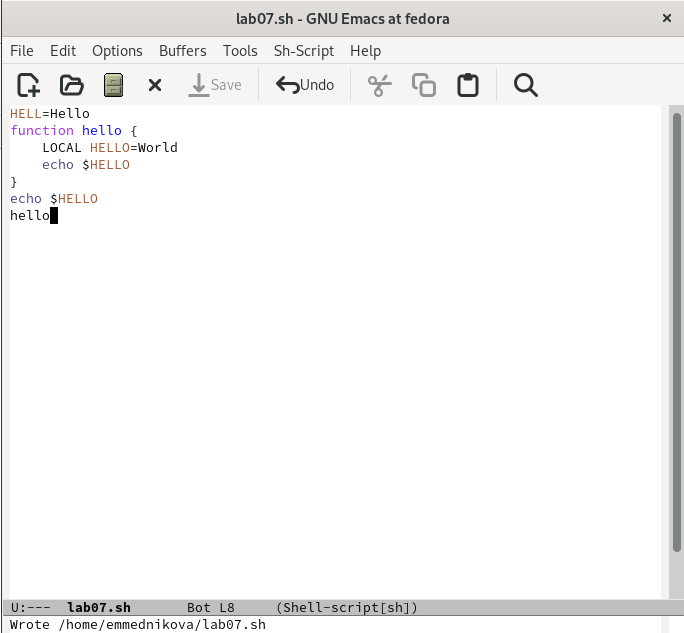 lab07.sh - GNU Emacs at fedora
File Edit Options Buffers Tools Sh-Script Help
Save Undo
HELL=Hello
function hello {
    LOCAL HELLO=World
    echo $HELLO
}
echo $HELLO
hello
U:--- lab07.sh Bot L8 (Shell-script[sh])
Wrote /home/emmednikova/lab07.sh